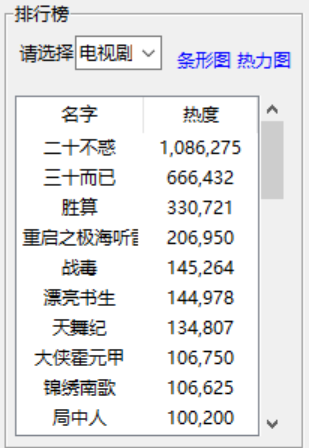 排行榜
请选择 电视剧 条形图 热力图
名字 热度
二十不惑 1,086,275
三十而已 666,432
胜算 330,721
重启之极海听 206,950
战毒 145,264
漂亮书生 144,978
天舞纪 134,807
大侠霍元甲 106,750
锦绣南歌 106,625
局中人 100,200